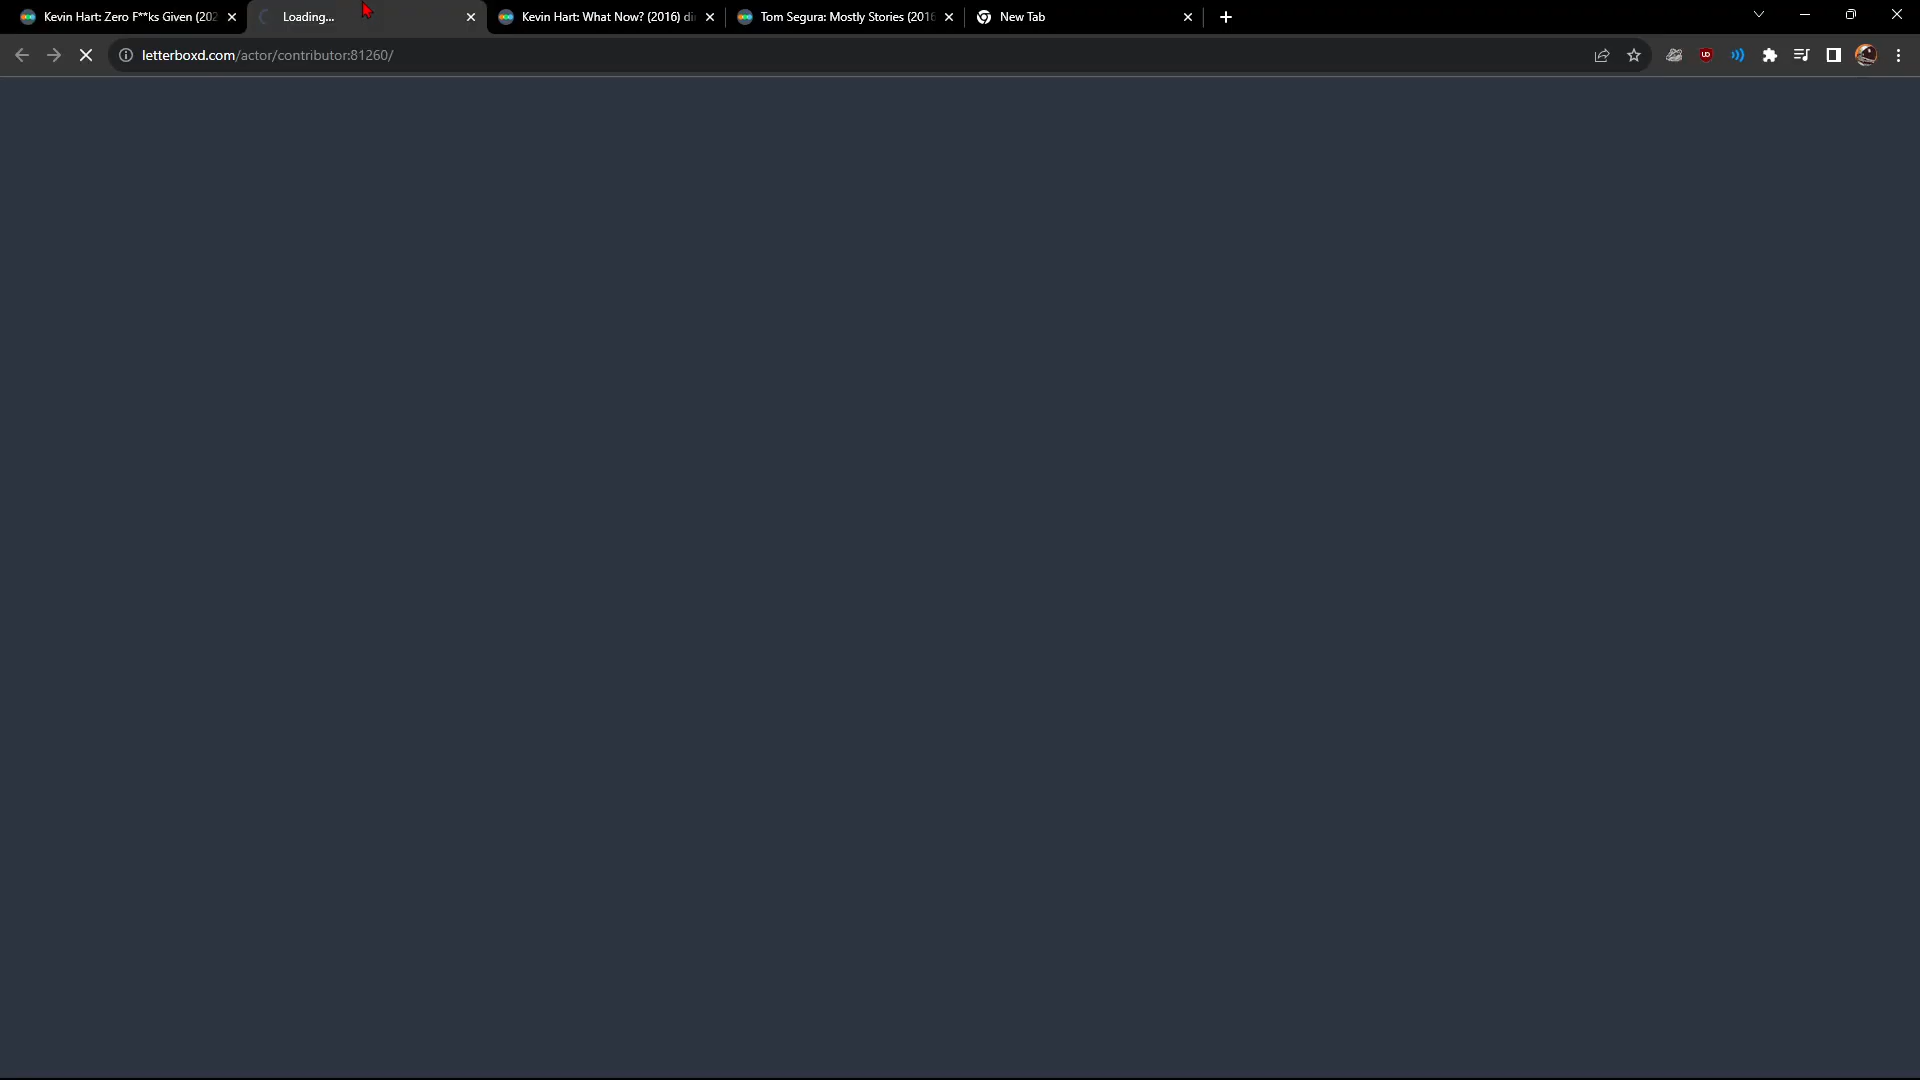 Kevin Hart: Zero F**ks Given (202
Loading...
Kevin Hart: What Now? (2016) di
Tom Segura: Mostly Stories (2016
New Tab
letterboxd.com/actor/contributor:81260/